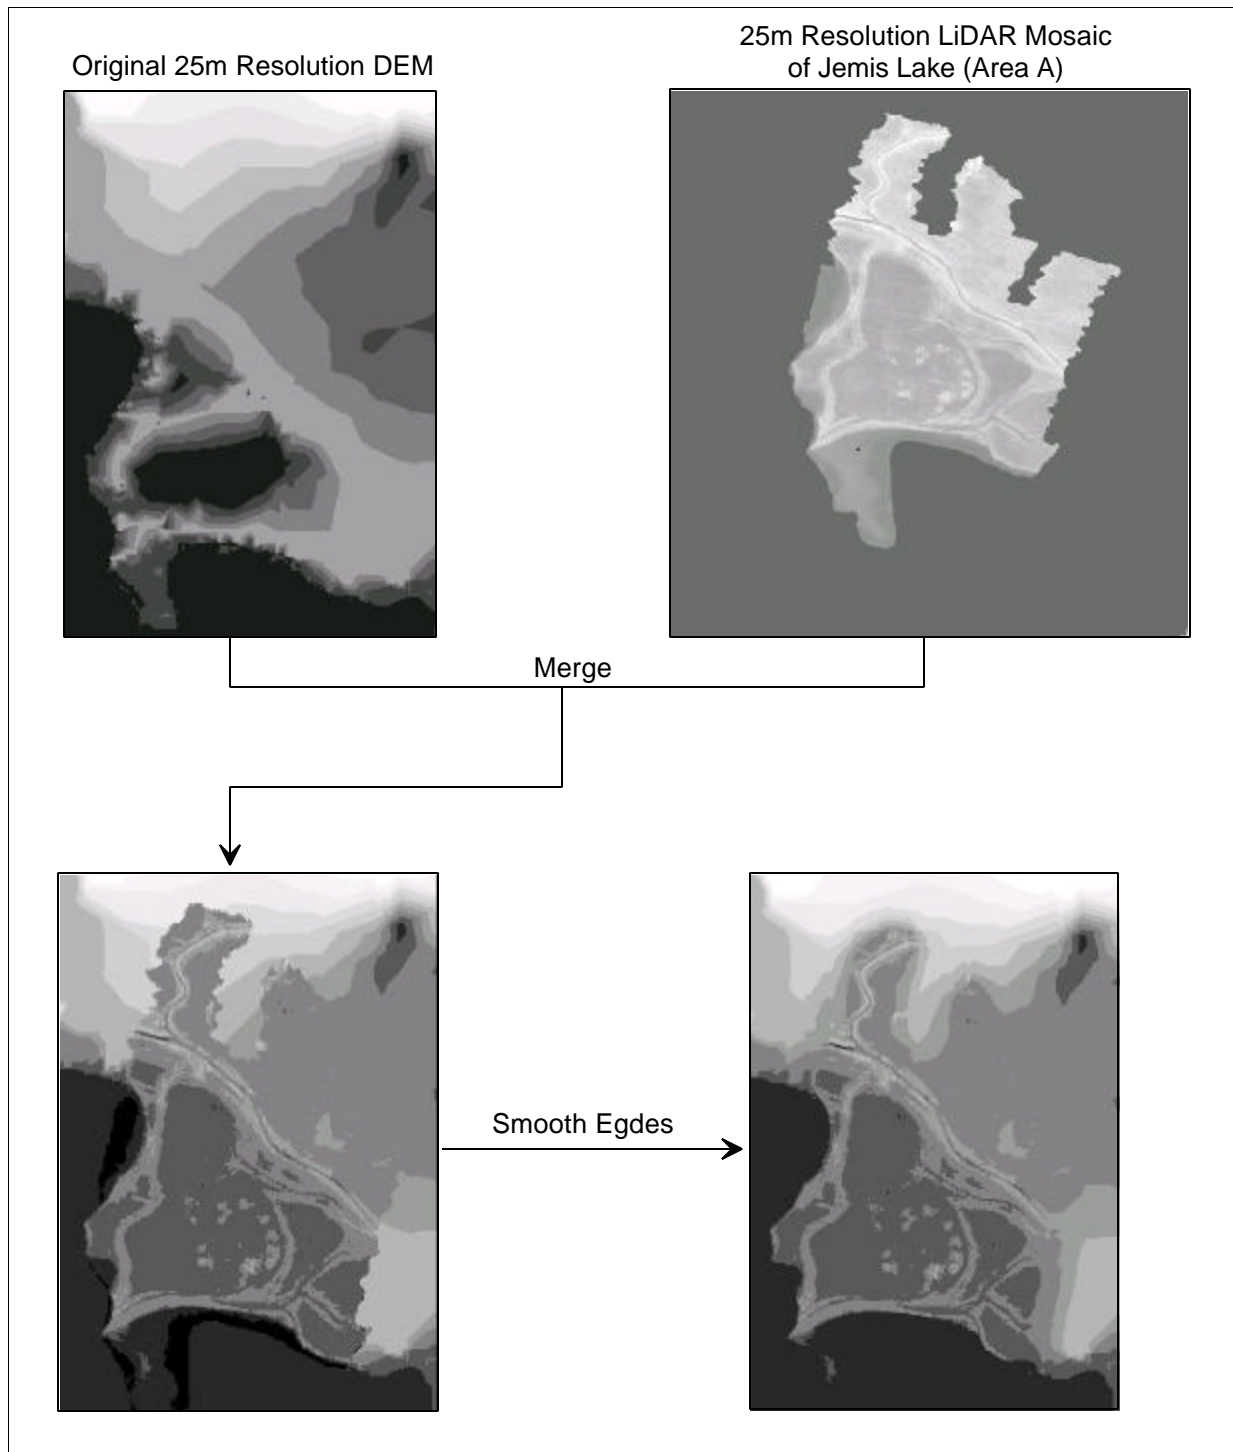 Original 25m Resolution DEM
25m Resolution LiDAR Mosaic
of Jemis Lake (Area A)
Merge
Smooth Egdes